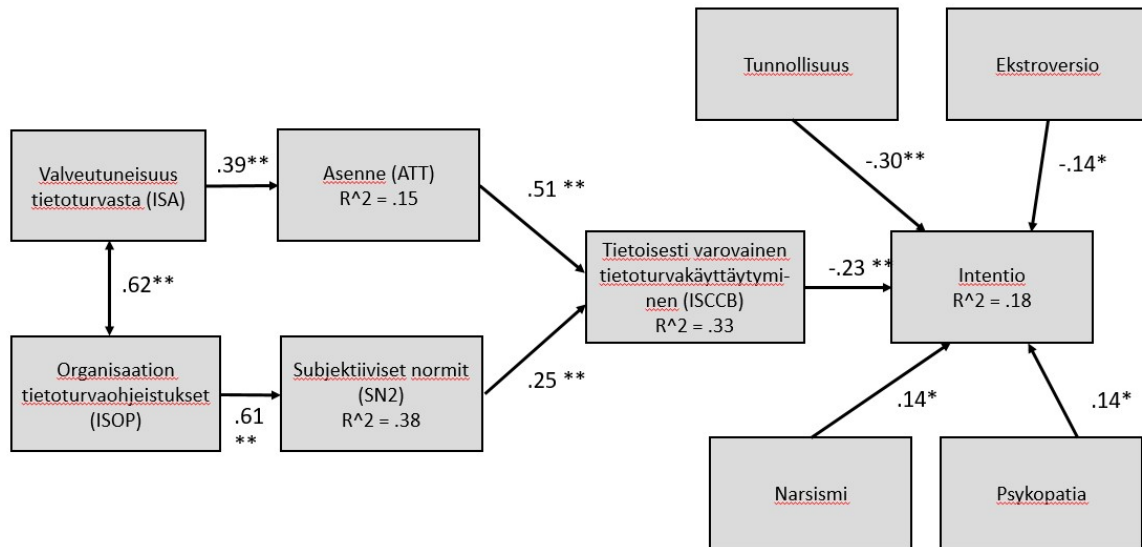 Tunnollisuus
Ekstroversio
-.30**
-.14*
Valveutuneisuus
tietoturvasta (ISA)
.39**
Asenne (ATT)
R^2 = .15
.51 **
.62**
Tietoisesti varovainen
tietoturvakäyttäytymi-
nen (ISCCB)
R^2 = .33
-.23 **
Intentio
R^2 = .18
Organisaation
tietoturvaohjeistukset
(ISOP)
.61
**
Subjektiiviset normit
(SN2)
R^2 = .38
.25 **
.14*
.14*
Narsismi
Psykopatia